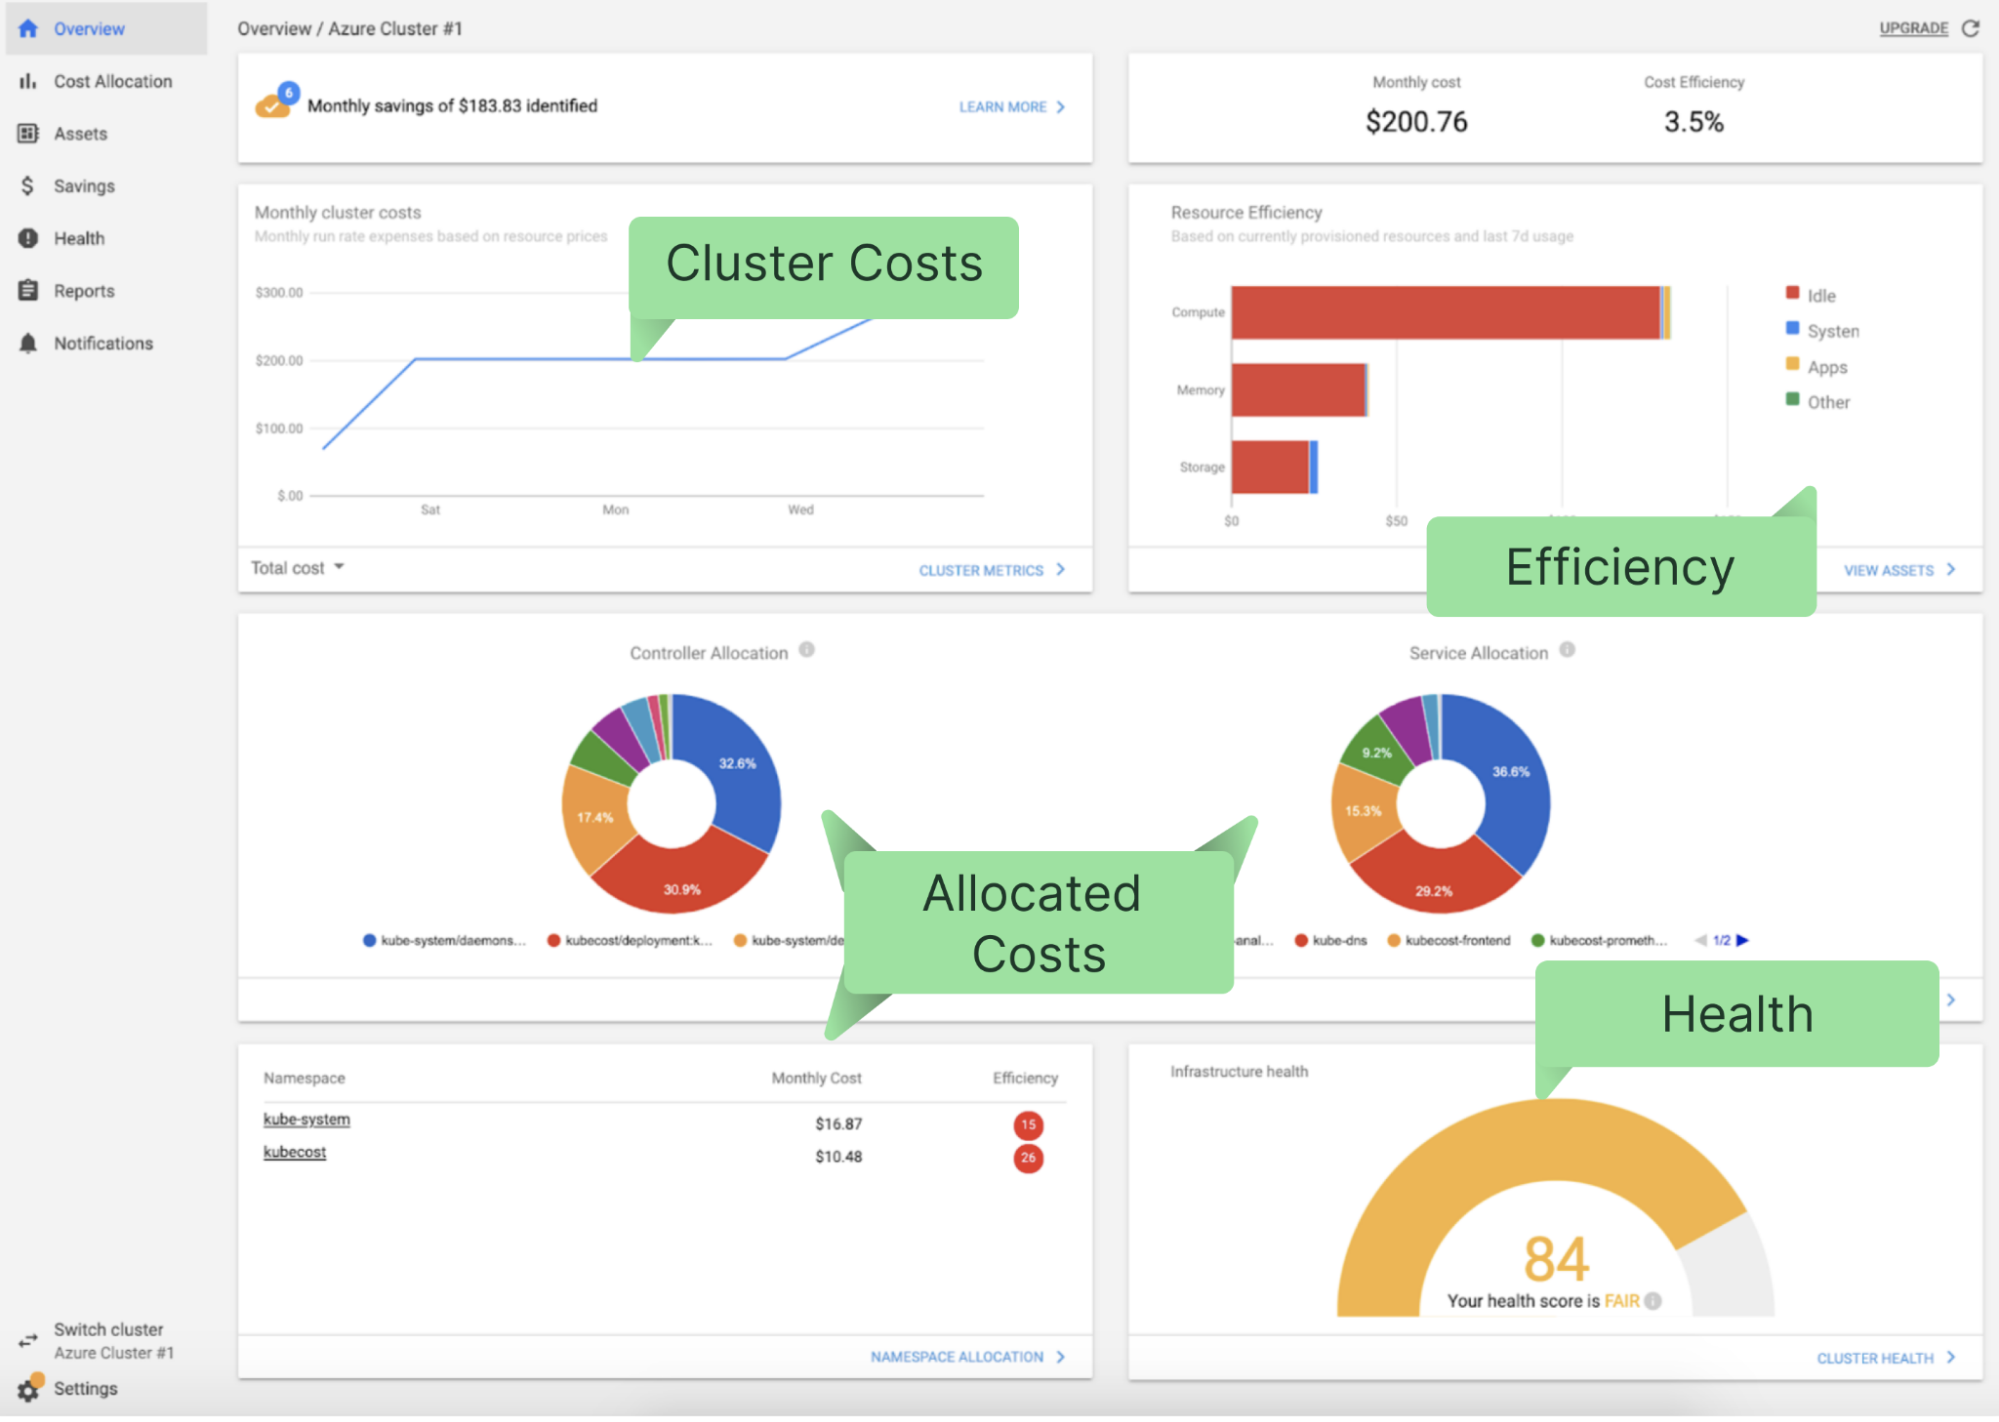 Overview
Cost Allocation
Assets
Savings
Health
Reports
Notifications
Switch cluster
Azure Cluster #1
Settings
Overview / Azure Cluster #1
UPGRADE
6
Monthly savings of $183.83 identified
LEARN MORE
Monthly cost
$200.76
Cost Efficiency
3.5%
Monthly cluster costs
Monthly run rate expenses based on resource prices
Cluster Costs
$300.00
$200.00
$100.00
$.00
Sat Mon Wed
Total cost
CLUSTER METRICS
Resource Efficiency
Based on currently provisioned resources and last 7d usage
Compute
Memory
Storage
$0 $50
Idle
System
Apps
Other
Efficiency
VIEW ASSETS
Controller Allocation
32.6%
17.4%
30.9%
kube-system/daemons... kubecost/deployment:k... kube-system/de
Service Allocation
9.2%
36.6%
15.3%
29.2%
-anal... kube-dns kubecost-frontend kubecost-prometh... 1/2
Allocated
Costs
Health
Namespace Monthly Cost Efficiency
kube-system $16.87 15
kubecost $10.48 26
NAMESPACE ALLOCATION
Infrastructure health
84
Your health score is FAIR
CLUSTER HEALTH